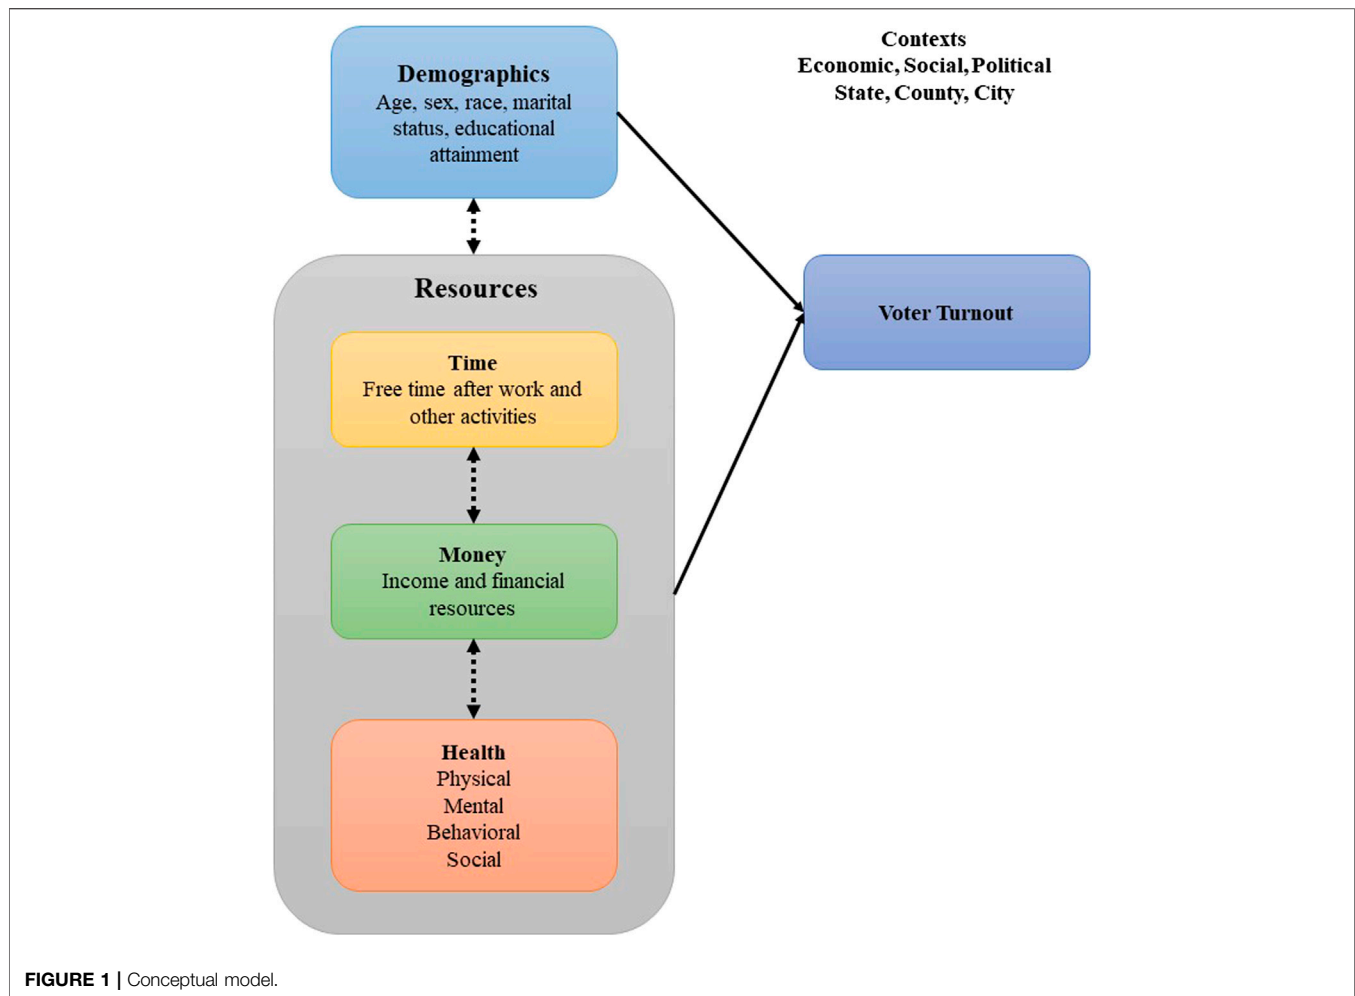 Demographics
Age, sex, race, marital
status, educational
attainment
Contexts
Economic, Social, Political
State, County, City
Resources
Time
Free time after work and
other activities
Money
Income and financial
resources
Health
Physical
Mental
Behavioral
Social
Voter Turnout
FIGURE 1 | Conceptual model.